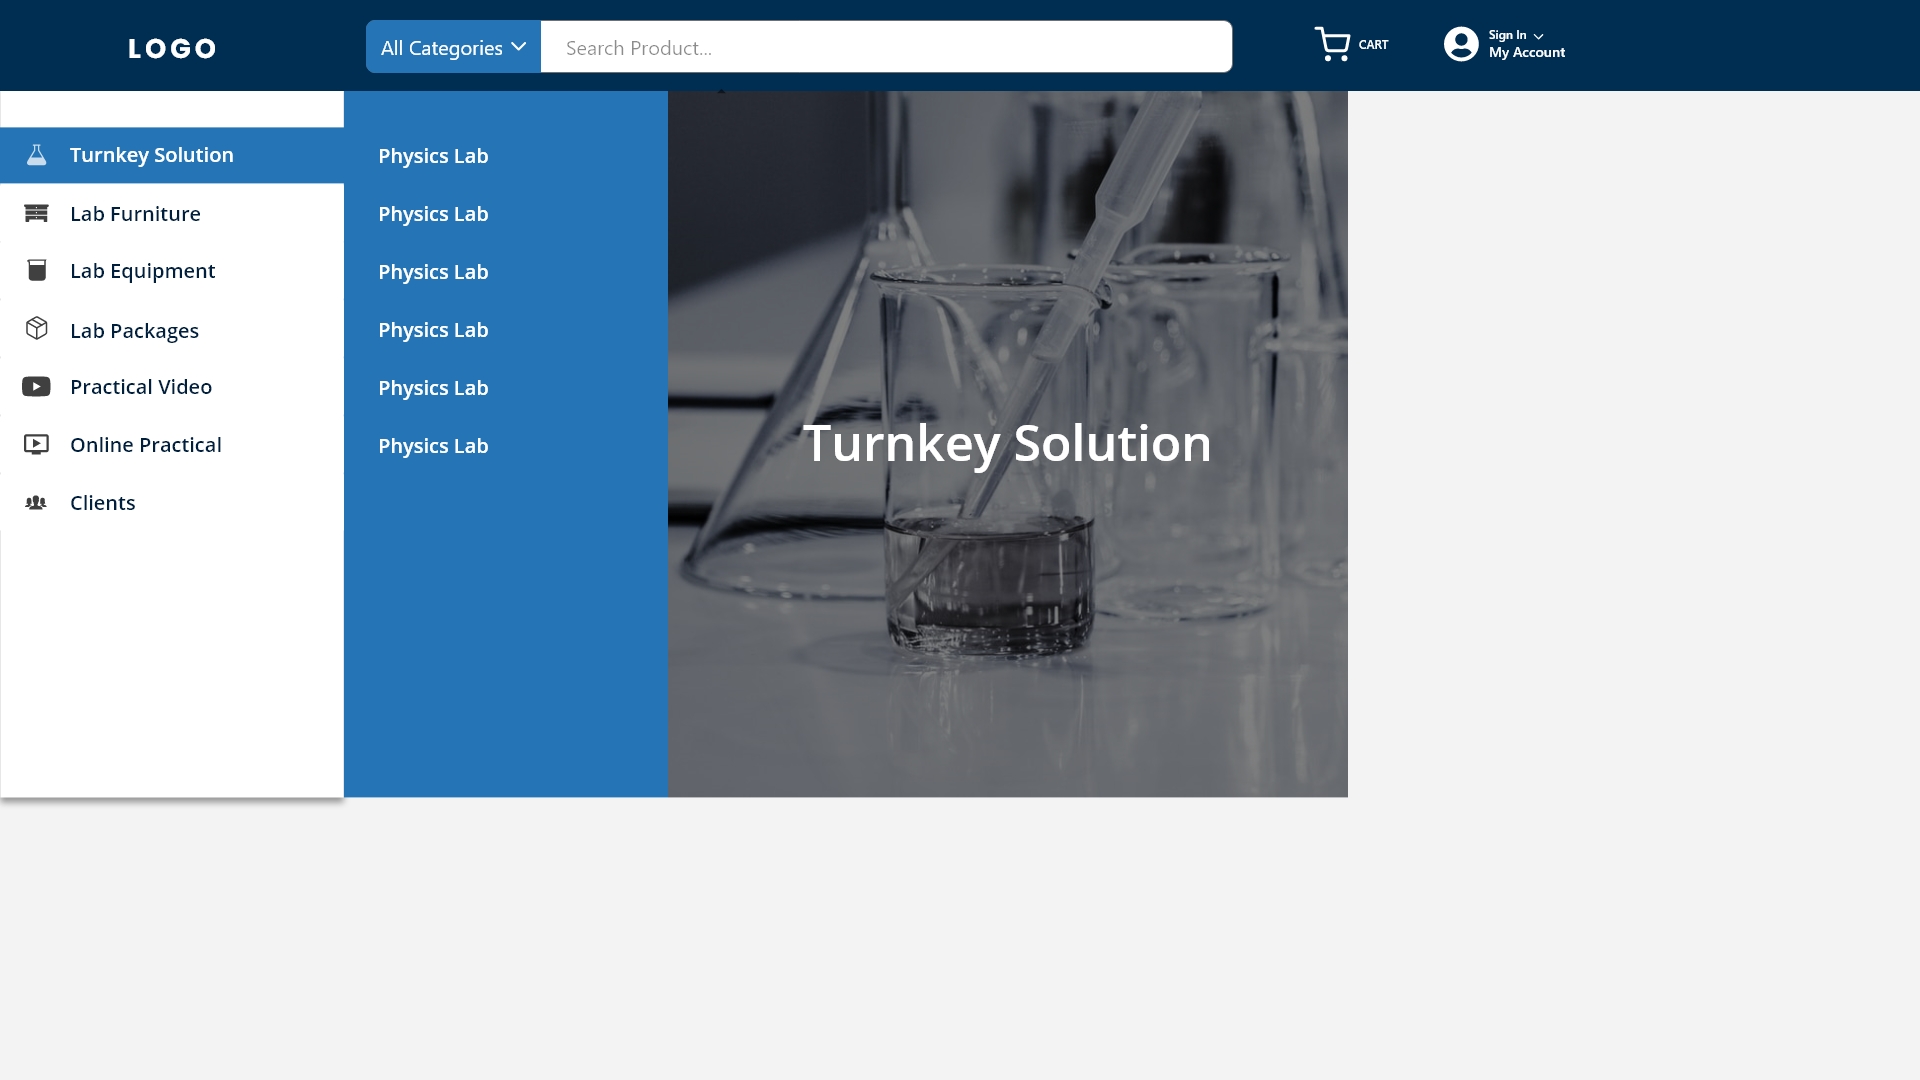 LOGO
All Categories
Search Product...
CART
Sign In
My Account
Turnkey Solution
Lab Furniture
Lab Equipment
Lab Packages
Practical Video
Online Practical
Clients
Physics Lab
Physics Lab
Physics Lab
Physics Lab
Physics Lab
Physics Lab
Turnkey Solution